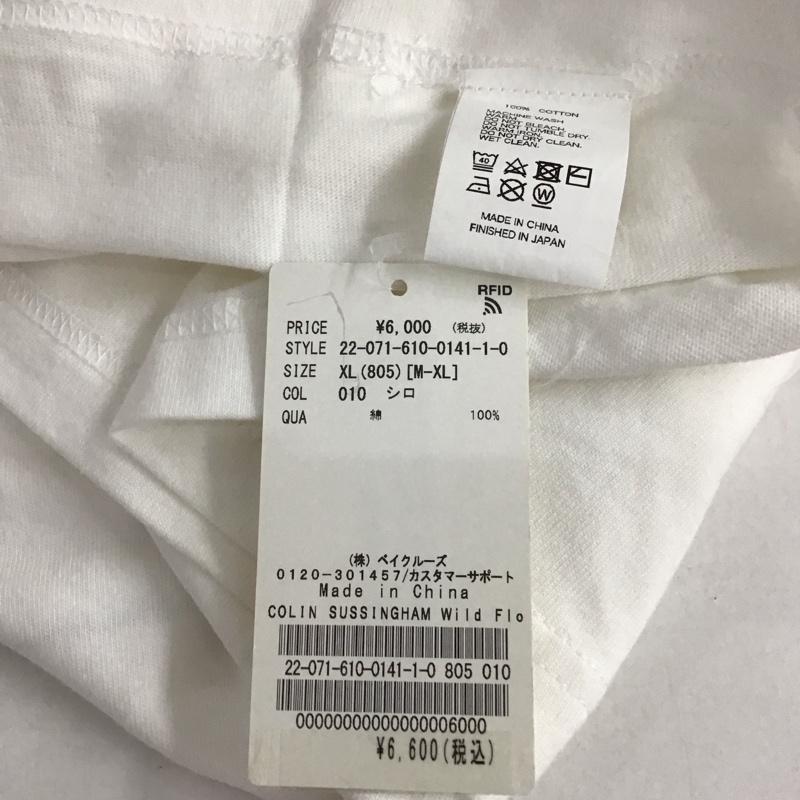 100% COTTON
MACHINE WASH
DO NOT BLEACH.
DO NOT TUMBLE DRY.
WARM IRON.
DO NOT DRY CLEAN.
WET CLEAN.
40
W
MADE IN CHINA
FINISHED IN JAPAN
RFID
PRICE ¥6,000 (税抜)
STYLE 22-071-610-0141-1-0
SIZE XL(805)[M-XL]
COL 010 シロ
QUA 綿 100%
(株)ベイクルーズ
0120-301457/カスタマーサポート
Made in China
COLIN SUSSINGHAM Wild Flo
22-071-610-0141-1-0 805 010
00000000000000006000
¥6,600(税込)